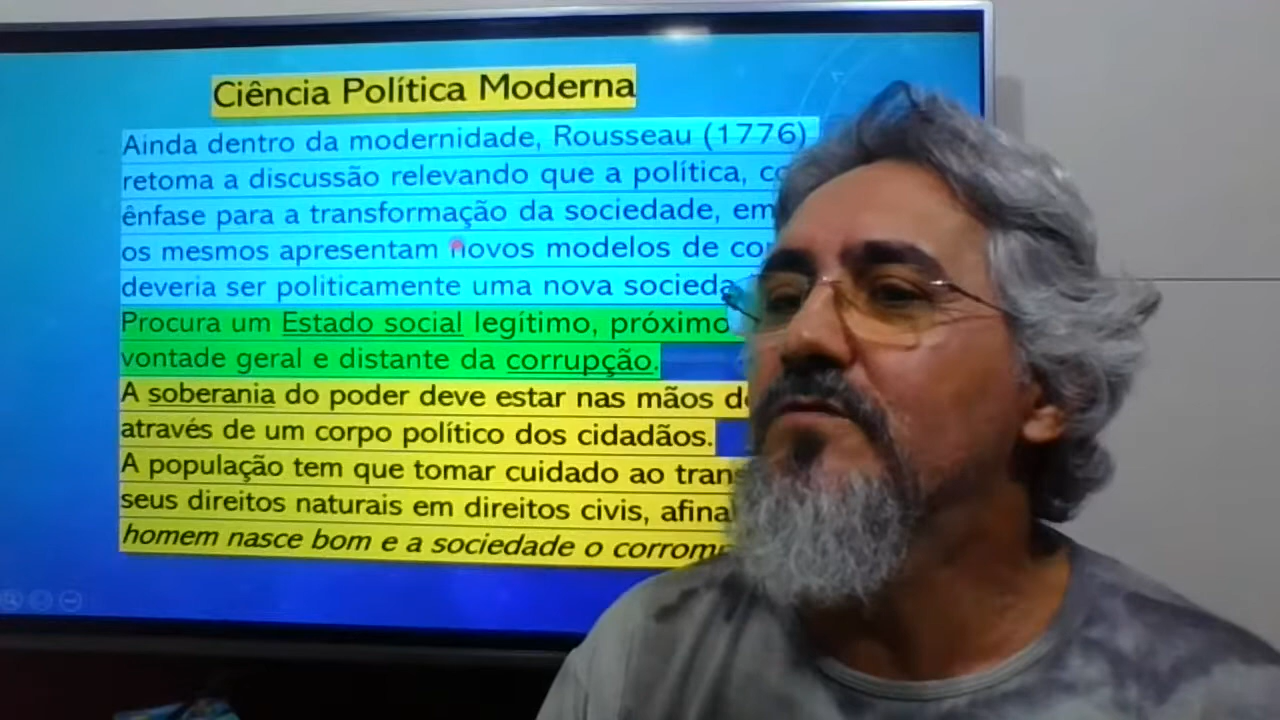 Ciência Política Moderna
Ainda dentro da modernidade, Rousseau (1776)
retoma a discussão relevando que a política,
ênfase para a transformação da sociedade,
os mesmos apresentam novos modelos de
deveria ser politicamente uma nova
Procura um Estado social legítimo, próximo
vontade geral e distante da corrupção.
A soberania do poder deve estar nas mãos
através de um corpo político dos cidadãos.
A população tem que tomar cuidado ao
seus direitos naturais em direitos civis,
homem nasce bom e a sociedade o